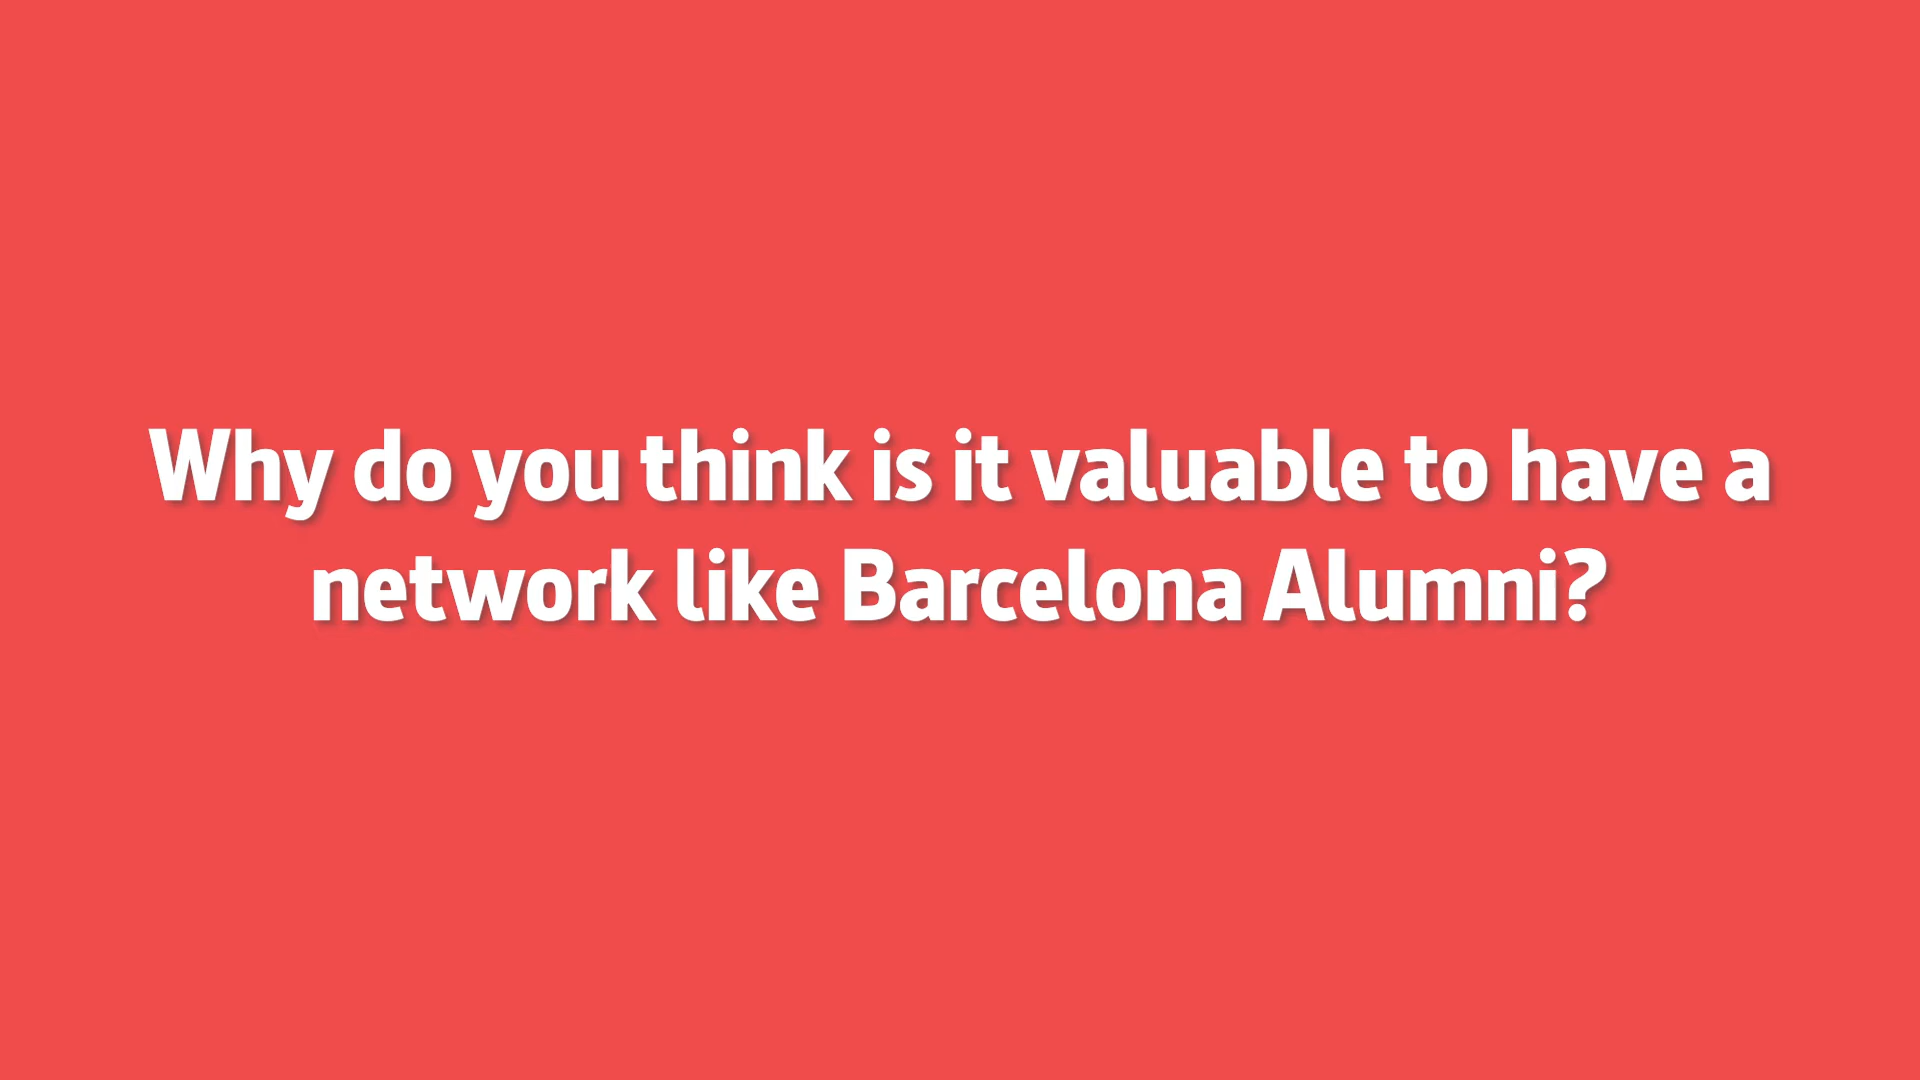 Why do you think is it valuable to have a
network like Barcelona Alumni?